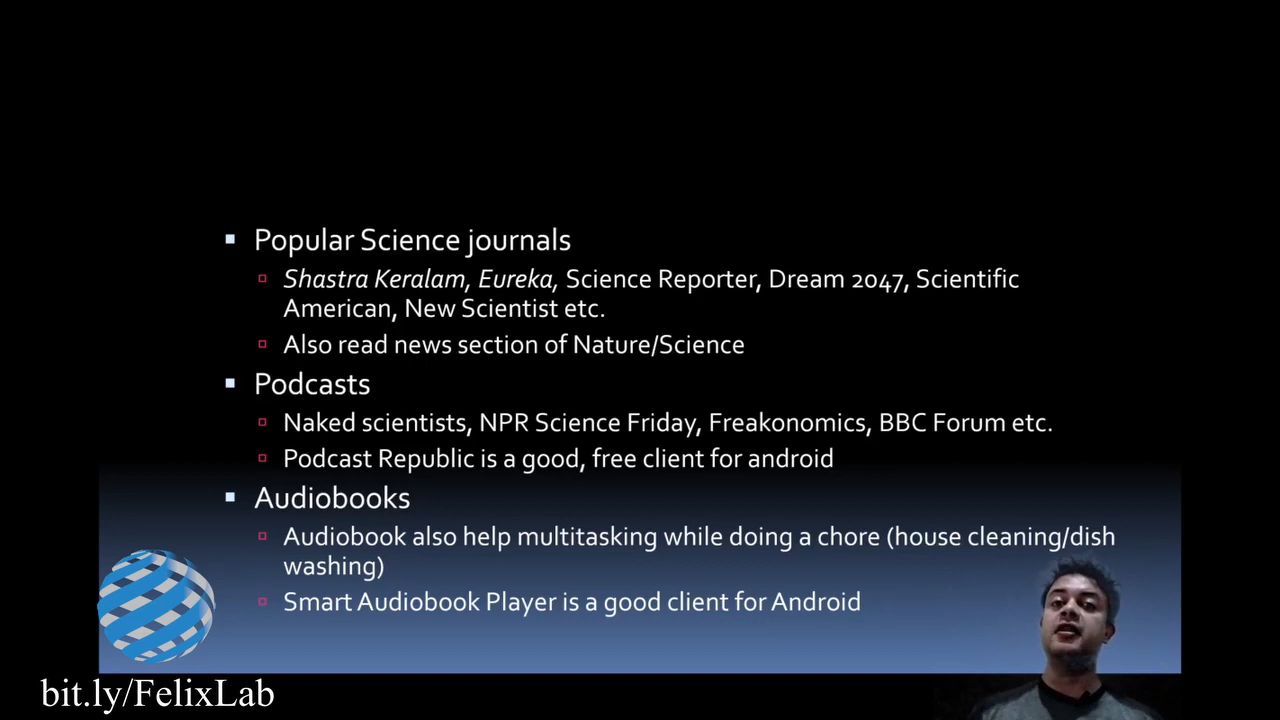 Popular Science journals
Shastra Keralam, Eureka, Science Reporter, Dream 2047, Scientific
American, New Scientist etc.
Also read news section of Nature/Science
Podcasts
Naked scientists, NPR Science Friday, Freakonomics, BBC Forum etc.
Podcast Republic is a good, free client for android
Audiobooks
Audiobook also help multitasking while doing a chore (house cleaning/dish
washing)
Smart Audiobook Player is a good client for Android
bit.ly/FelixLab